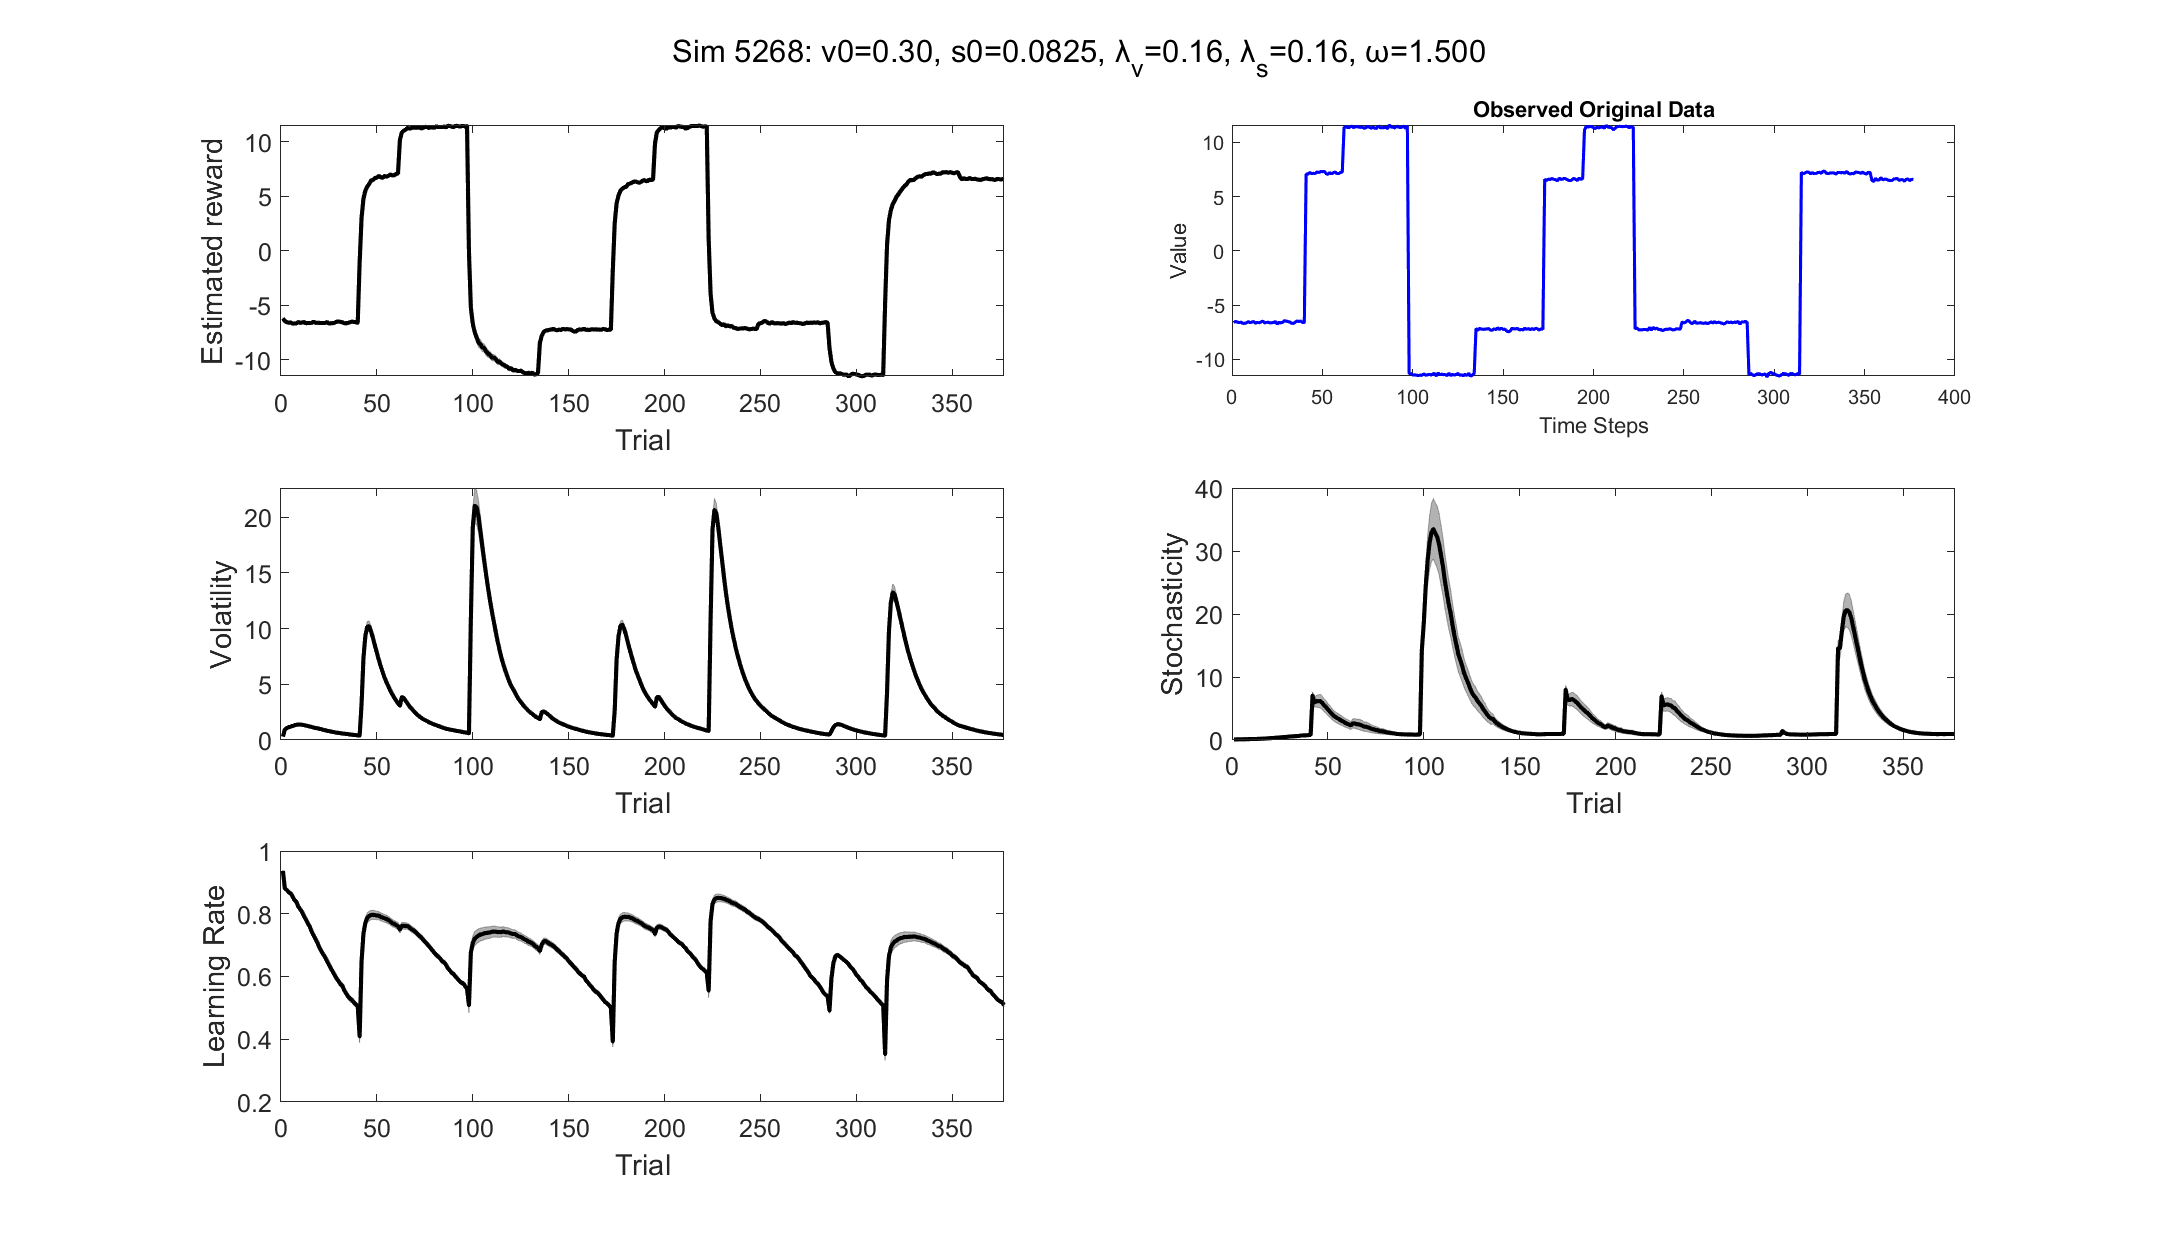 Sim 5268: v0=0.30, s0=0.0825, λ_v=0.16, λ_s=0.16, ω=1.500
Estimated reward
10
5
0
-5
-10
0 50 100 150 200 250 300 350
Trial
Observed Original Data
Value
10
5
0
-5
-10
0 50 100 150 200 250 300 350 400
Time Steps
Volatility
20
15
10
5
0
0 50 100 150 200 250 300 350
Trial
Stochasticity
40
30
20
10
0
0 50 100 150 200 250 300 350
Trial
Learning Rate
1
0.8
0.6
0.4
0.2
0 50 100 150 200 250 300 350
Trial